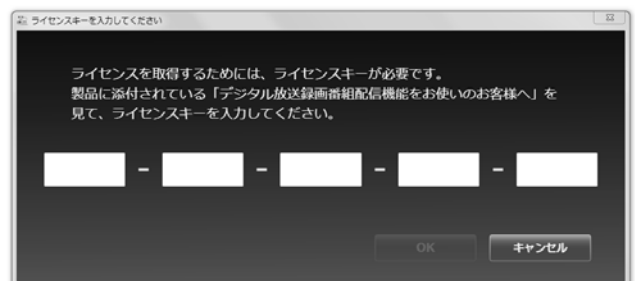 ライセンスキーを入力してください
ライセンスを取得するためには、ライセンスキーが必要です。
製品に添付されている「デジタル放送録画番組配信機能をお使いのお客様へ」を
見て、ライセンスキーを入力してください。
- - - -
OK キャンセル